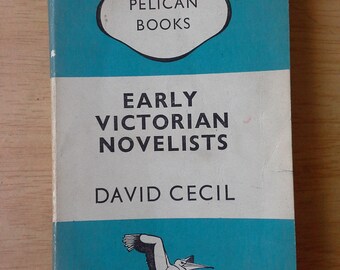 PELICAN
BOOKS
EARLY
VICTORIAN
NOVELISTS
DAVID CECIL